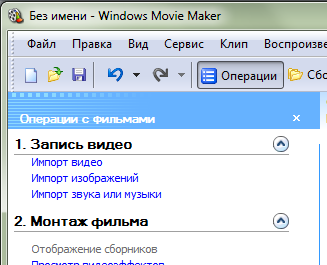 Без имени - Windows Movie Maker
Файл Правка Вид Сервис Клип Воспроизве
Операции Сбо
Операции с фильмами
1. Запись видео
Импорт видео
Импорт изображений
Импорт звука или музыки
2. Монтаж фильма
Отображение сборников
Просмотр видеоэффектов